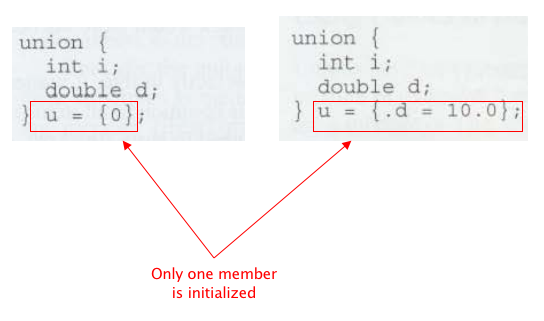 union {
int i;
double d;
} u = {0};
union {
int i;
double d;
} u = {.d = 10.0};
Only one member
is initialized